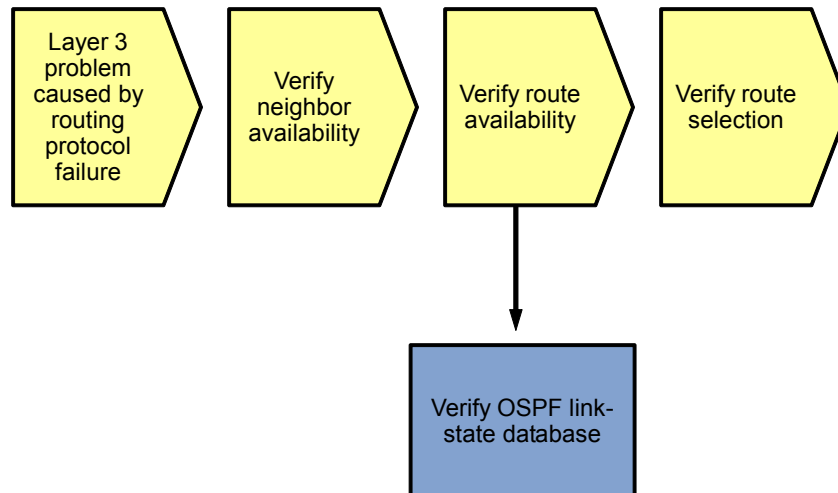 Layer 3
problem
caused by
routing
protocol
failure
Verify
neighbor
availability
Verify route
availability
Verify route
selection
Verify OSPF link-
state database